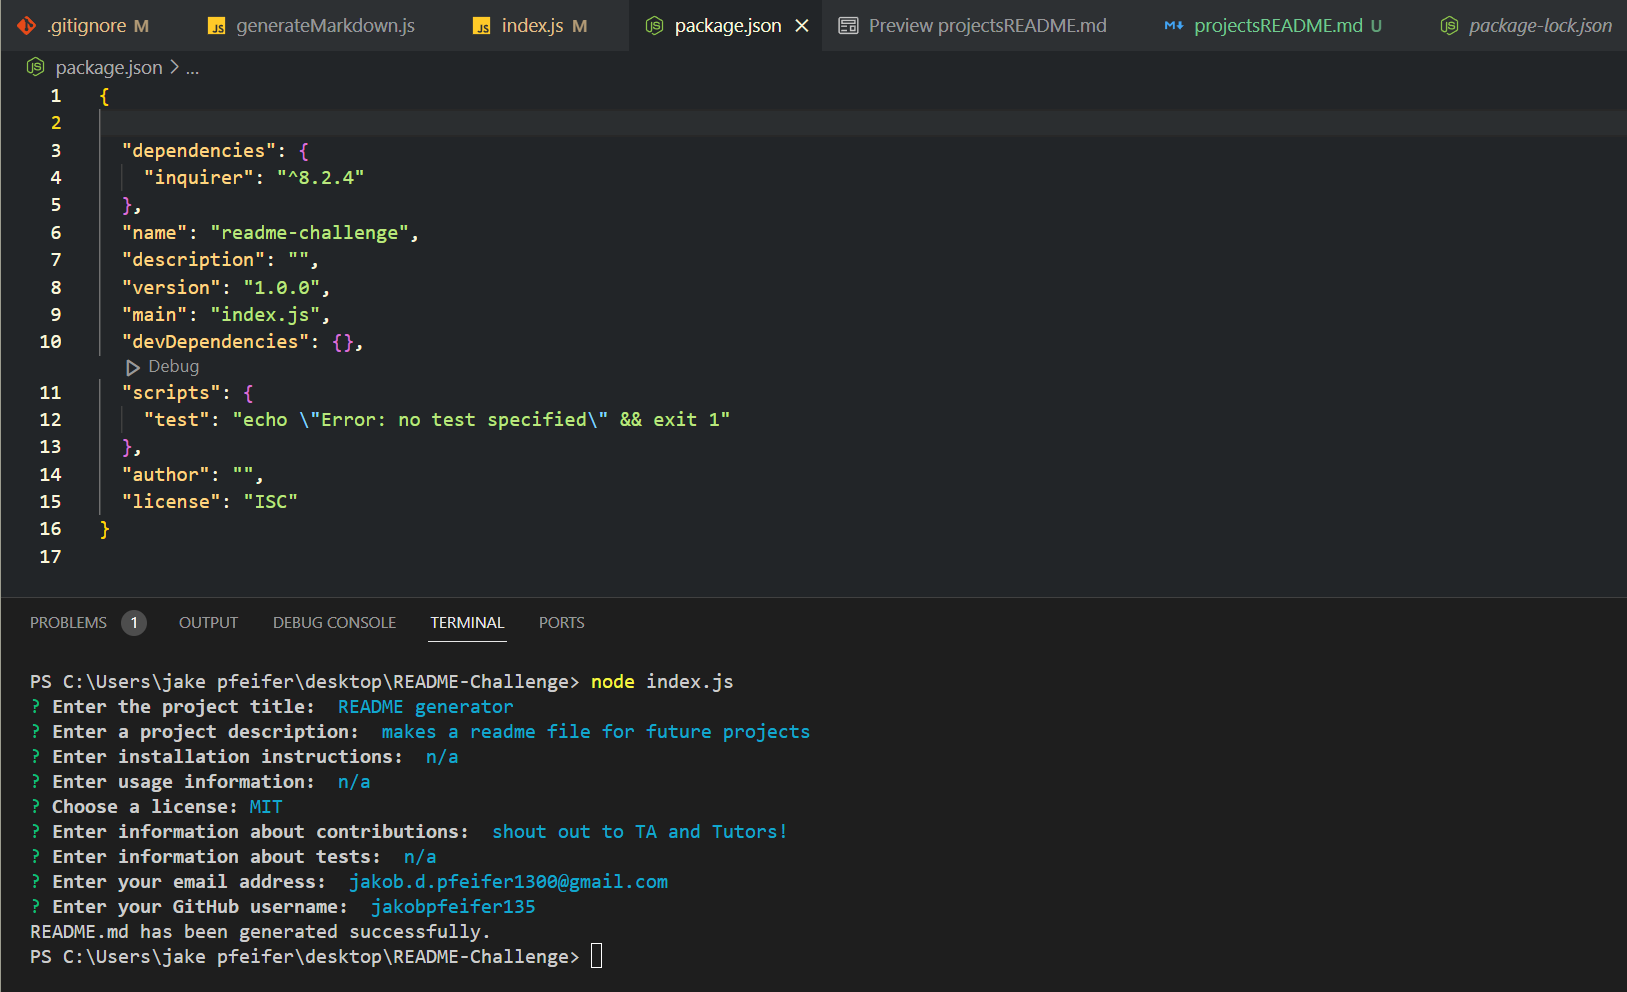 .gitignore M generateMarkdown.js index.js M package.json Preview projectsREADME.md projectsREADME.md U package-lock.json
package.json > ...
1 {
2
3 "dependencies": {
4 "inquirer": "^8.2.4"
5 },
6 "name": "readme-challenge",
7 "description": "",
8 "version": "1.0.0",
9 "main": "index.js",
10 "devDependencies": {},
Debug
11 "scripts": {
12 "test": "echo \"Error: no test specified\" && exit 1"
13 },
14 "author": "",
15 "license": "ISC"
16 }
17
PROBLEMS 1 OUTPUT DEBUG CONSOLE TERMINAL PORTS
PS C:\Users\jake pfeifer\desktop\README-Challenge> node index.js
? Enter the project title: README generator
? Enter a project description: makes a readme file for future projects
? Enter installation instructions: n/a
? Enter usage information: n/a
? Choose a license: MIT
? Enter information about contributions: shout out to TA and Tutors!
? Enter information about tests: n/a
? Enter your email address: jakob.d.pfeifer1300@gmail.com
? Enter your GitHub username: jakobpfeifer135
README.md has been generated successfully.
PS C:\Users\jake pfeifer\desktop\README-Challenge>